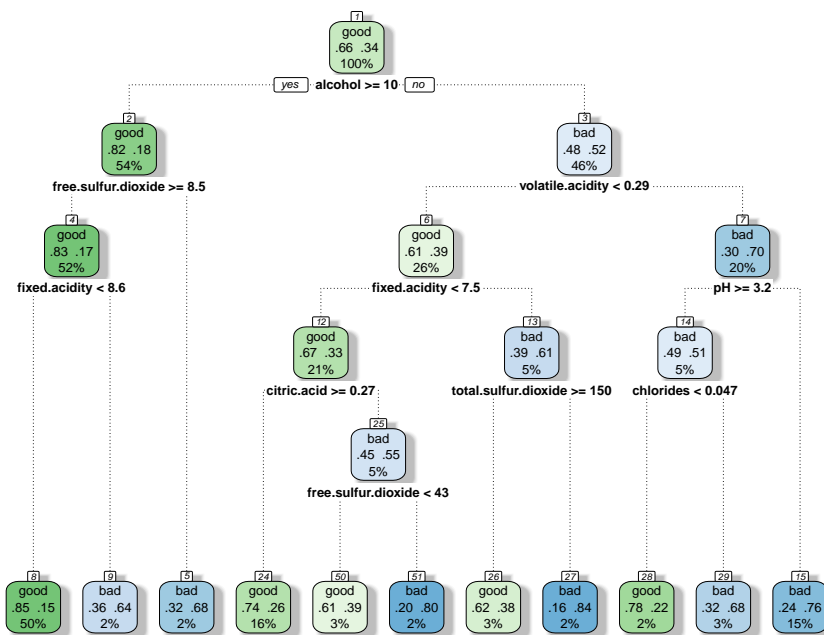 1
good
.66 .34
100%
yes alcohol >= 10 no
2
good
.82 .18
54%
free.sulfur.dioxide >= 8.5
3
bad
.48 .52
46%
volatile.acidity < 0.29
4
good
.83 .17
52%
fixed.acidity < 8.6
6
good
.61 .39
26%
fixed.acidity < 7.5
7
bad
.30 .70
20%
pH >= 3.2
12
good
.67 .33
21%
citric.acid >= 0.27
13
bad
.39 .61
5%
total.sulfur.dioxide >= 150
14
bad
.49 .51
5%
chlorides < 0.047
25
bad
.45 .55
5%
free.sulfur.dioxide < 43
8
good
.85 .15
50%
9
bad
.36 .64
2%
5
bad
.32 .68
2%
24
good
.74 .26
16%
50
good
.61 .39
3%
51
bad
.20 .80
2%
26
good
.62 .38
3%
27
bad
.16 .84
2%
28
good
.78 .22
2%
29
bad
.32 .68
3%
15
bad
.24 .76
15%